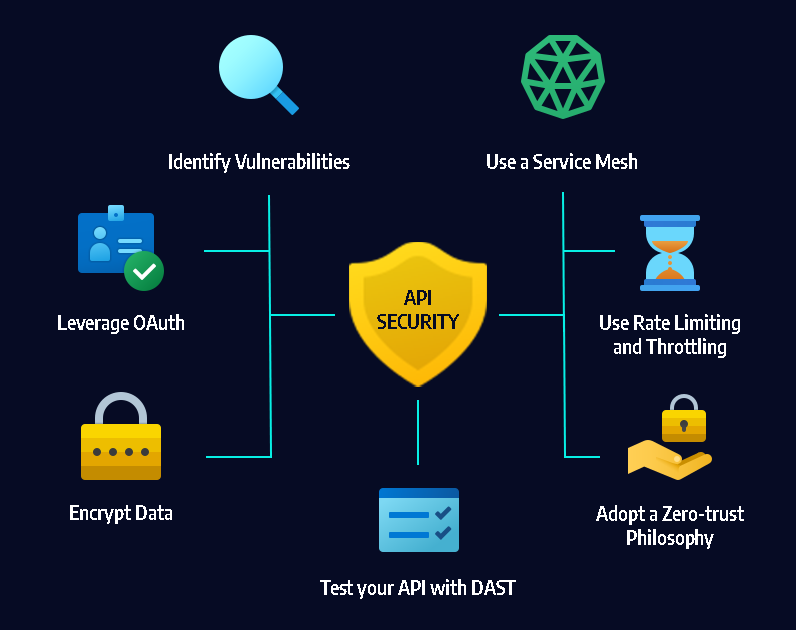 Identify Vulnerabilities
Use a Service Mesh
Leverage OAuth
API
SECURITY
Use Rate Limiting
and Throttling
Encrypt Data
Adopt a Zero-trust
Philosophy
Test your API with DAST